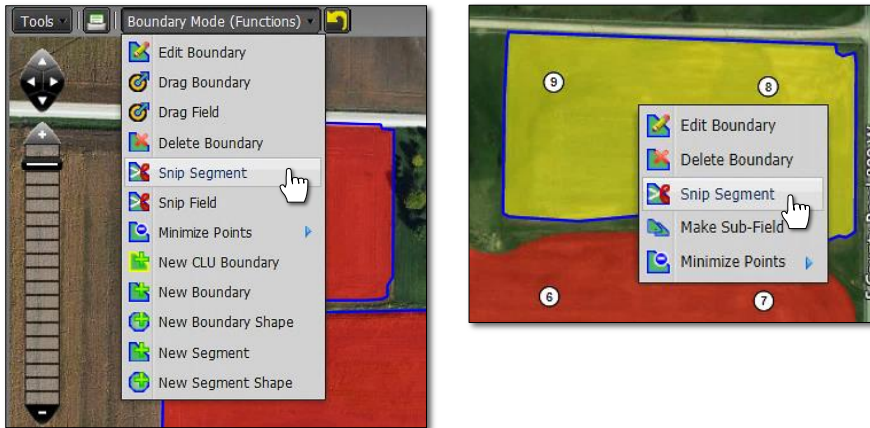 Tools
Boundary Mode (Functions)
Edit Boundary
Drag Boundary
Drag Field
Delete Boundary
Snip Segment
Snip Field
Minimize Points
New CLU Boundary
New Boundary
New Boundary Shape
New Segment
New Segment Shape
9
8
Edit Boundary
Delete Boundary
Snip Segment
Make Sub-Field
Minimize Points
6
7